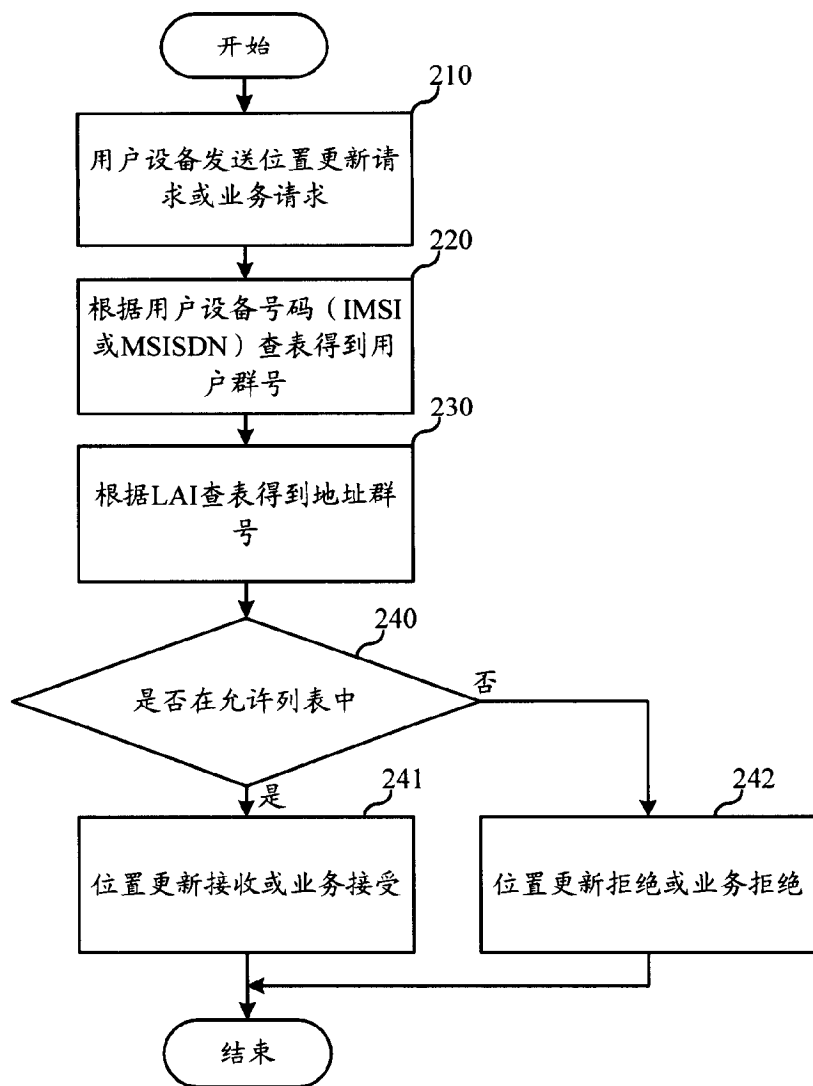 开始
210
用户设备发送位置更新请
求或业务请求
220
根据用户设备号码（IMSI
或MSISDN）查表得到用
户群号
230
根据LAI查表得到地址群
号
240
是否在允许列表中
否
是
241
位置更新接收或业务接受
242
位置更新拒绝或业务拒绝
结束